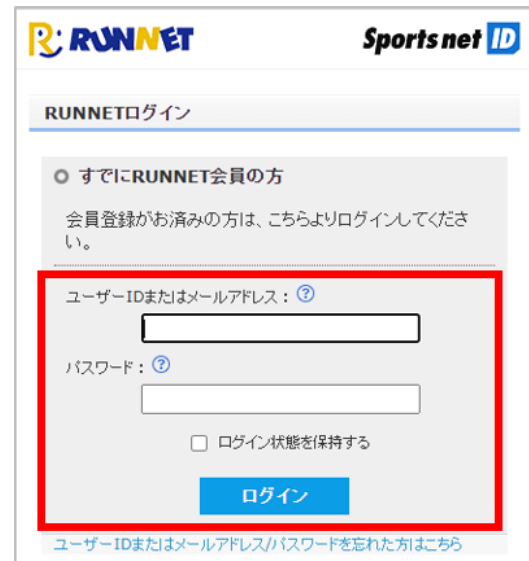 RUNNET Sports net ID
RUNNETログイン
すでにRUNNET会員の方
会員登録がお済みの方は、こちらよりログインしてくださ
い。
ユーザーIDまたはメールアドレス：?
パスワード：?
ログイン状態を保持する
ログイン
ユーザーIDまたはメールアドレス/パスワードを忘れた方はこちら